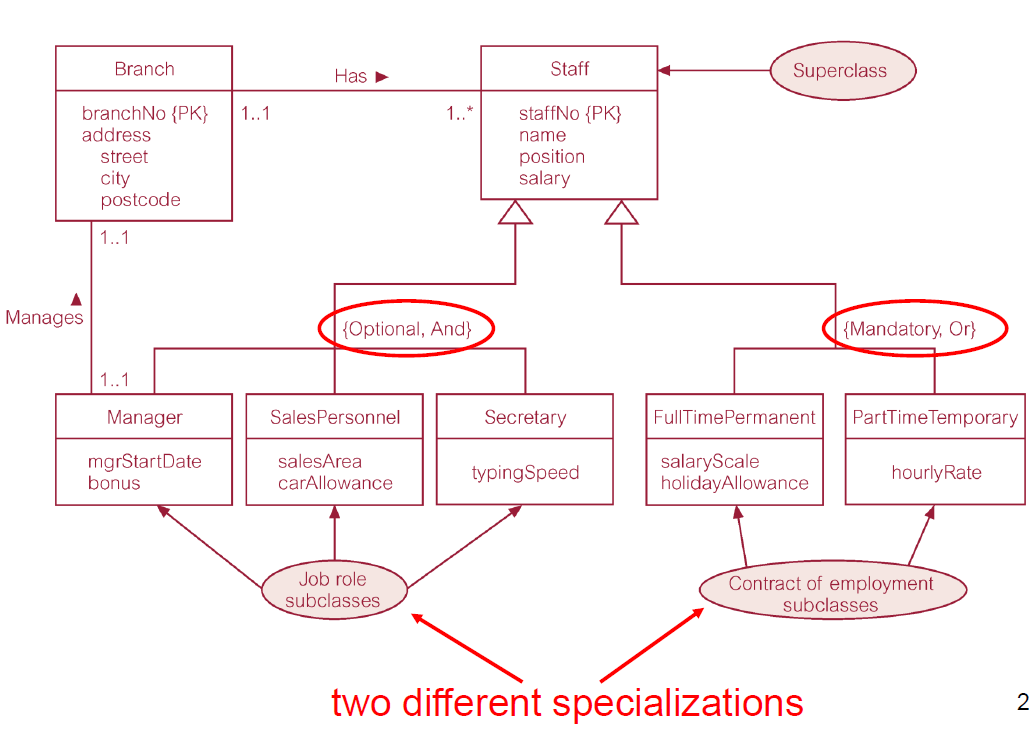 Branch
branchNo {PK}
address
street
city
postcode
Has ►
1..1
1..*
Staff
staffNo {PK}
name
position
salary
Superclass
1..1
▲
Manages
1..1
{Optional, And}
{Mandatory, Or}
Manager
mgrStartDate
bonus
SalesPersonnel
salesArea
carAllowance
Secretary
typingSpeed
FullTimePermanent
salaryScale
holidayAllowance
PartTimeTemporary
hourlyRate
Job role
subclasses
Contract of employment
subclasses
two different specializations
2